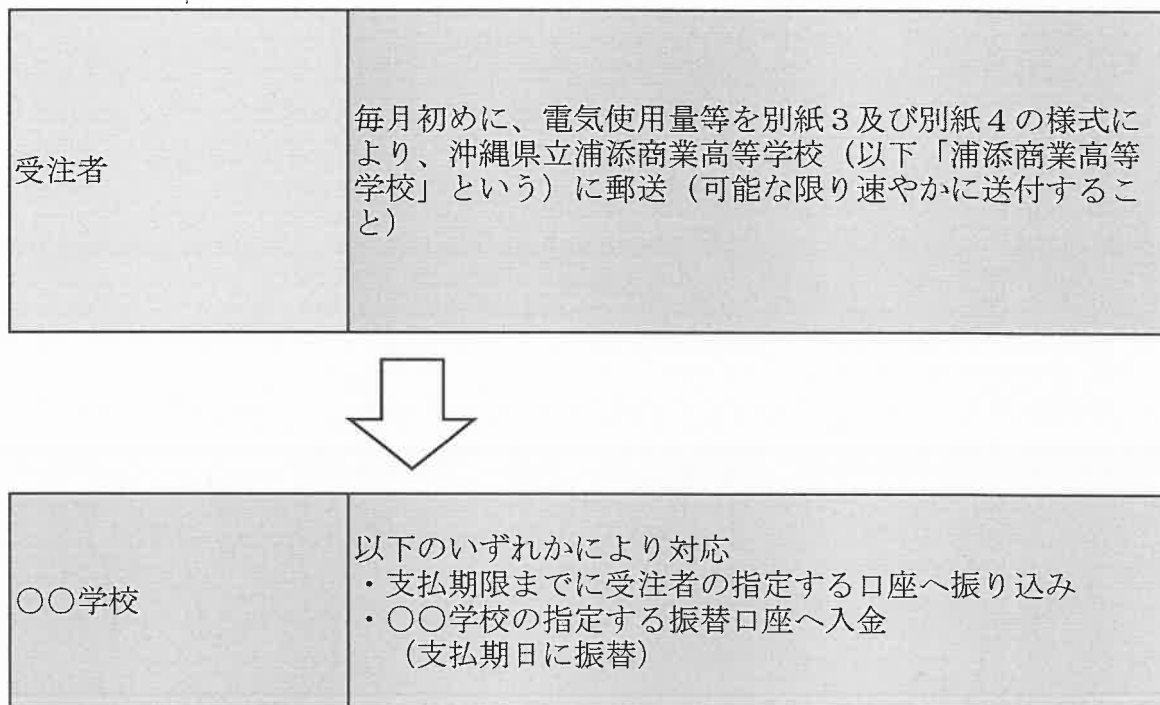 受注者
毎月初めに、電気使用量等を別紙３及び別紙４の様式に
より、沖縄県立浦添商業高等学校（以下「浦添商業高等
学校」という）に郵送（可能な限り速やかに送付するこ
と）
○○学校
以下のいずれかにより対応
・支払期限までに受注者の指定する口座へ振り込み
・○○学校の指定する振替口座へ入金
（支払期日に振替）